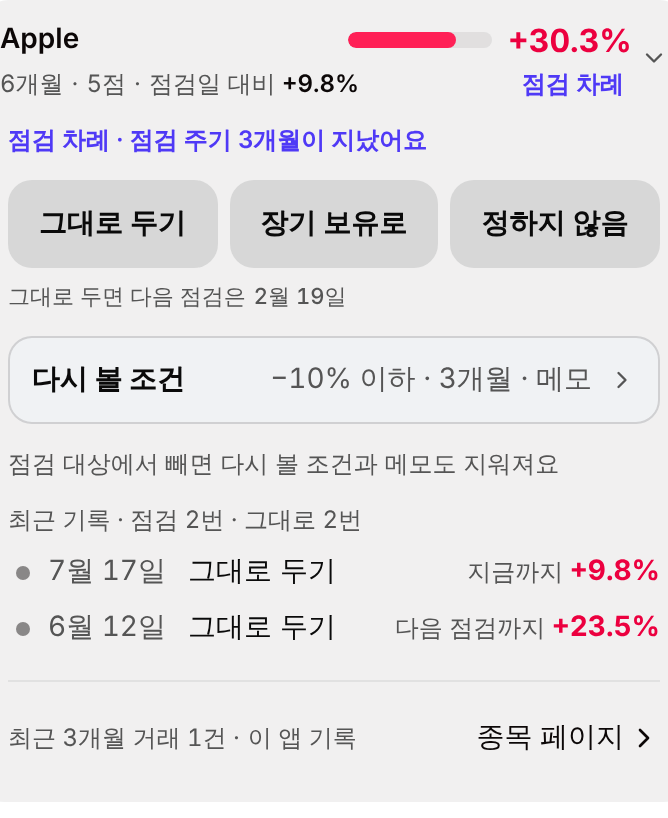 Apple +30.3%
6개월 · 5점 · 점검일 대비 +9.8% 점검 차례
점검 차례 · 점검 주기 3개월이 지났어요
그대로 두기 장기 보유로 정하지 않음
그대로 두면 다음 점검은 2월 19일
다시 볼 조건 −10% 이하 · 3개월 · 메모
점검 대상에서 빼면 다시 볼 조건과 메모도 지워져요
최근 기록 · 점검 2번 · 그대로 2번
7월 17일 그대로 두기 지금까지 +9.8%
6월 12일 그대로 두기 다음 점검까지 +23.5%
최근 3개월 거래 1건 · 이 앱 기록 종목 페이지